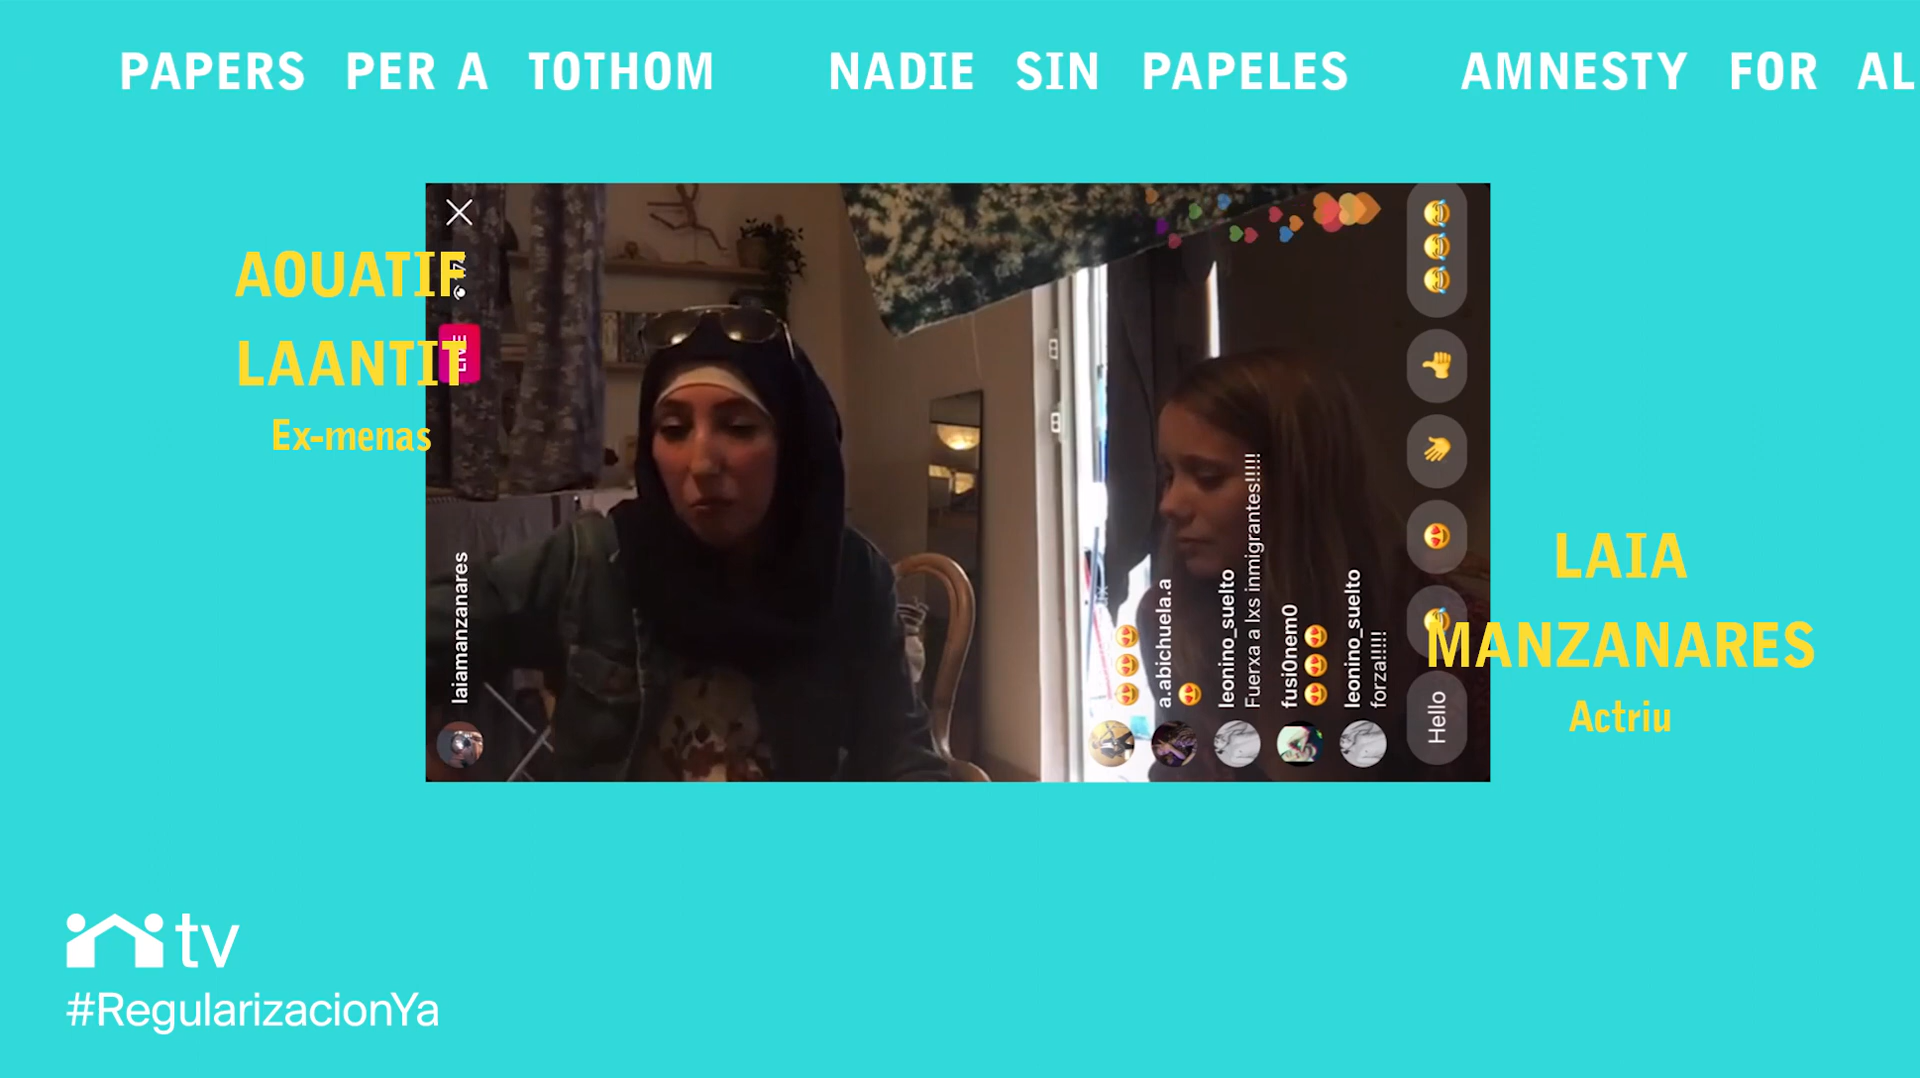 PAPERS PER A TOTHOM NADIE SIN PAPELES AMNESTY FOR AL
AOUATIF
LAANTIT
Ex-menas
LIVE
laiamanzanares
a.abichuela.a
leonino_suelto
Fuerxa a lxs inmigrantes!!!!!
fusi0nem0
leonino_suelto
forza!!!!!
Hello
LAIA
MANZANARES
Actriu
tv
#RegularizacionYa